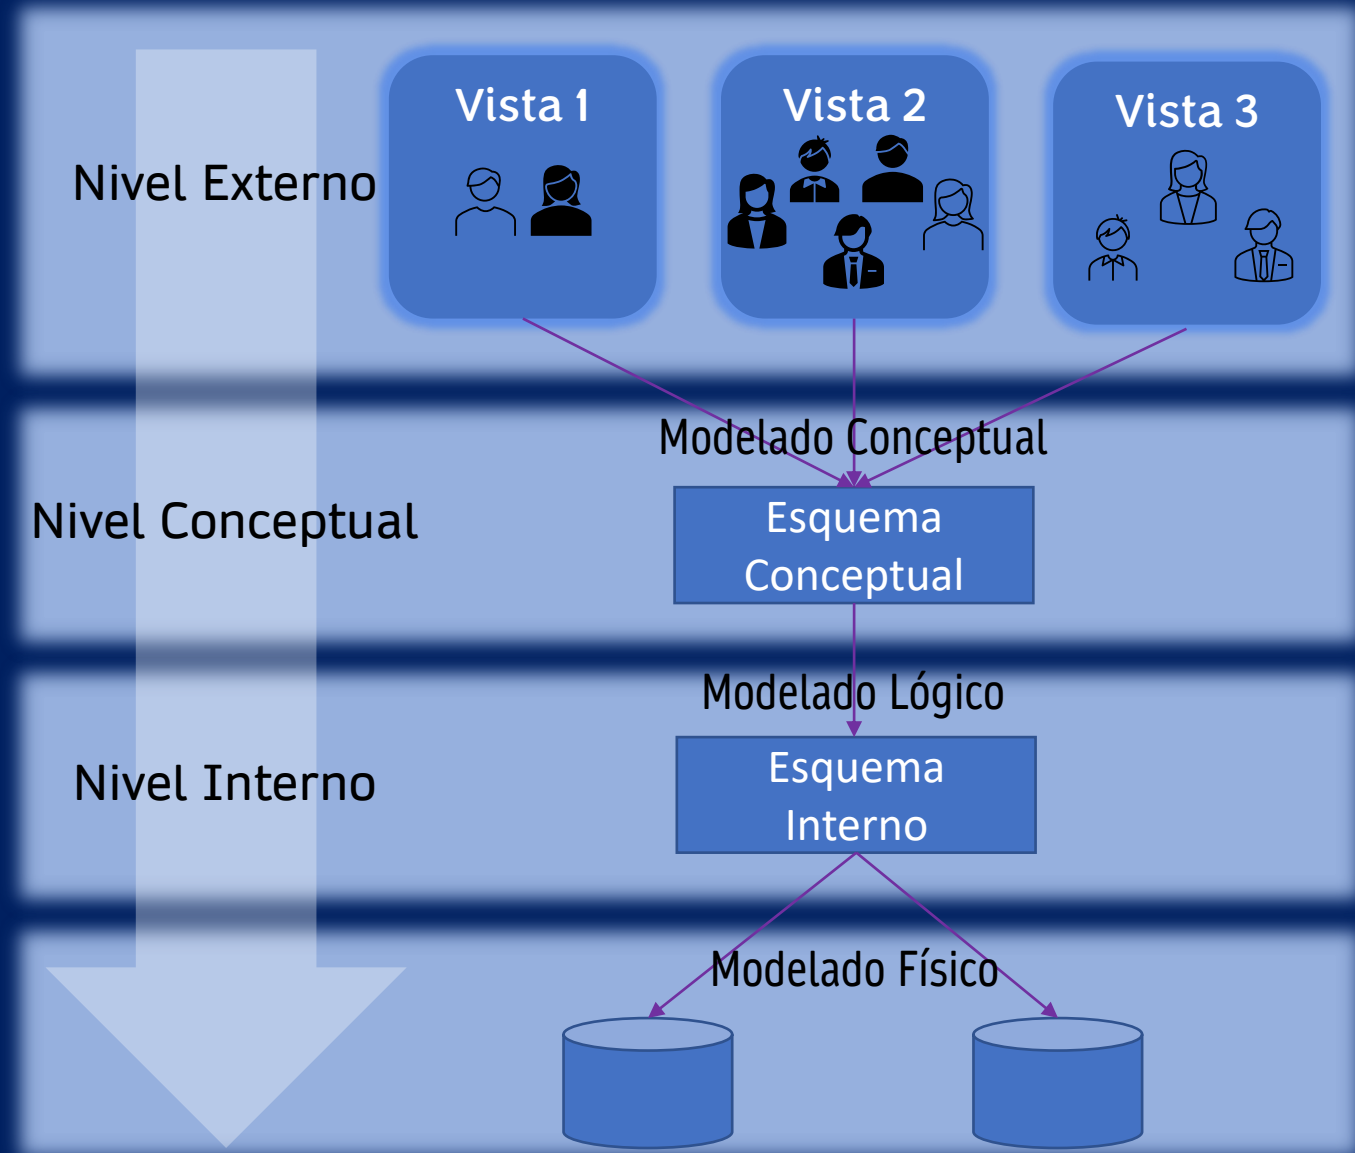 Vista 1
Vista 2
Vista 3
Nivel Externo
Modelado Conceptual
Nivel Conceptual
Esquema
Conceptual
Modelado Lógico
Nivel Interno
Esquema
Interno
Modelado Físico